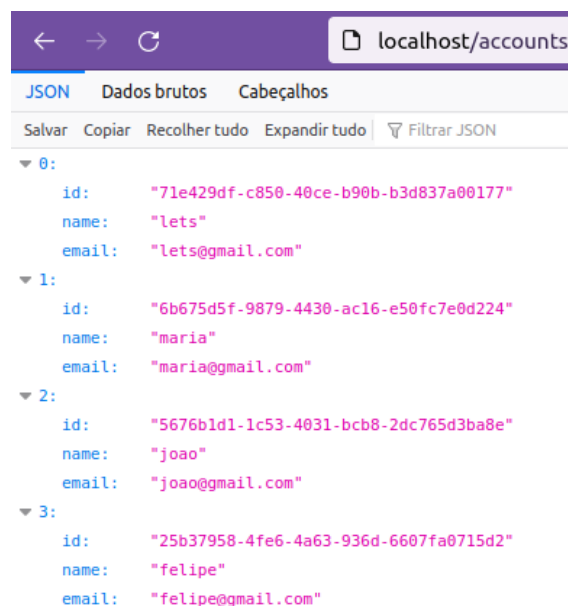 localhost/accounts
JSON Dados brutos Cabeçalhos
Salvar Copiar Recolher tudo Expandir tudo Filtrar JSON
0:
id: "71e429df-c850-40ce-b90b-b3d837a00177"
name: "lets"
email: "lets@gmail.com"
1:
id: "6b675d5f-9879-4430-ac16-e50fc7e0d224"
name: "maria"
email: "maria@gmail.com"
2:
id: "5676b1d1-1c53-4031-bcb8-2dc765d3ba8e"
name: "joao"
email: "joao@gmail.com"
3:
id: "25b37958-4fe6-4a63-936d-6607fa0715d2"
name: "felipe"
email: "felipe@gmail.com"